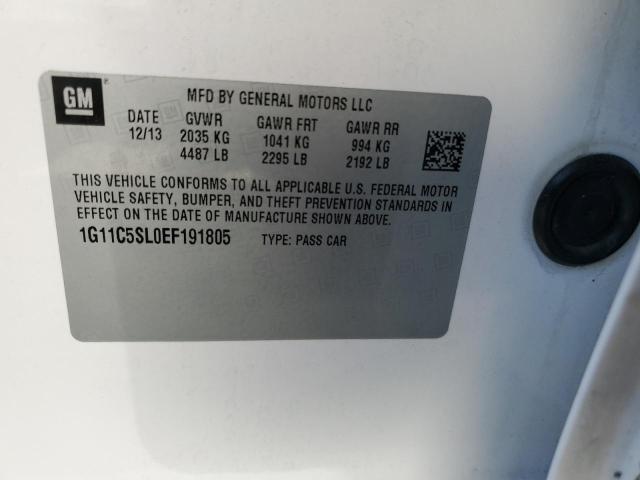 GM
MFD BY GENERAL MOTORS LLC
DATE GVWR GAWR FRT GAWR RR
12/13 2035 KG 1041 KG 994 KG
4487 LB 2295 LB 2192 LB
THIS VEHICLE CONFORMS TO ALL APPLICABLE U.S. FEDERAL MOTOR
VEHICLE SAFETY, BUMPER, AND THEFT PREVENTION STANDARDS IN
EFFECT ON THE DATE OF MANUFACTURE SHOWN ABOVE.
1G11C5SL0EF191805 TYPE: PASS CAR